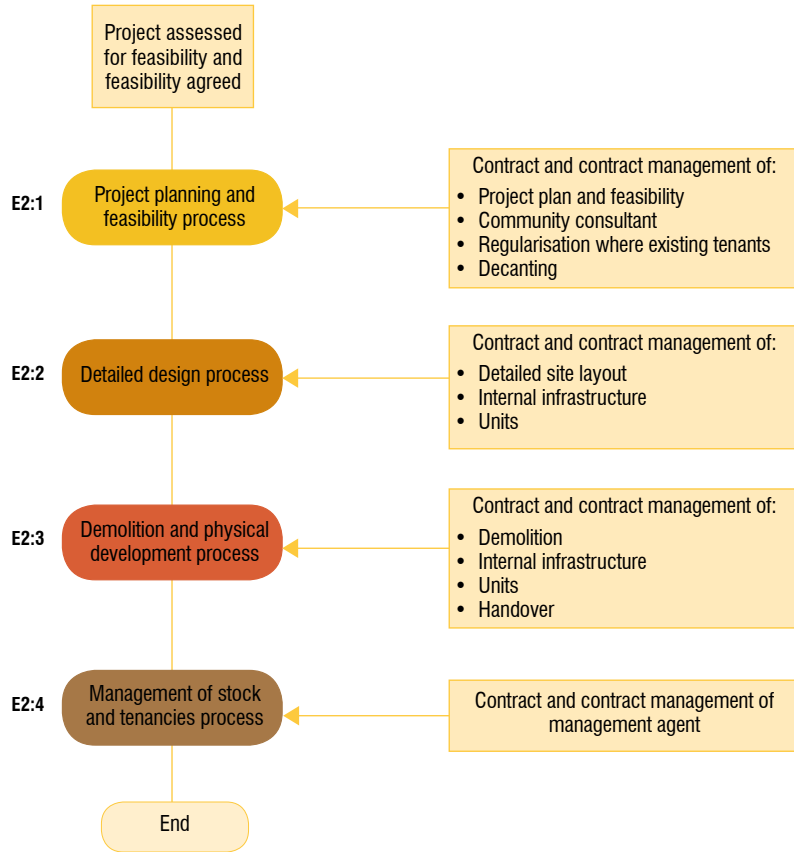 Project assessed
for feasibility and
feasibility agreed
E2:1
Project planning and
feasibility process
Contract and contract management of:
• Project plan and feasibility
• Community consultant
• Regularisation where existing tenants
• Decanting
E2:2
Detailed design process
Contract and contract management of:
• Detailed site layout
• Internal infrastructure
• Units
E2:3
Demolition and physical
development process
Contract and contract management of:
• Demolition
• Internal infrastructure
• Units
• Handover
E2:4
Management of stock
and tenancies process
Contract and contract management of
management agent
End